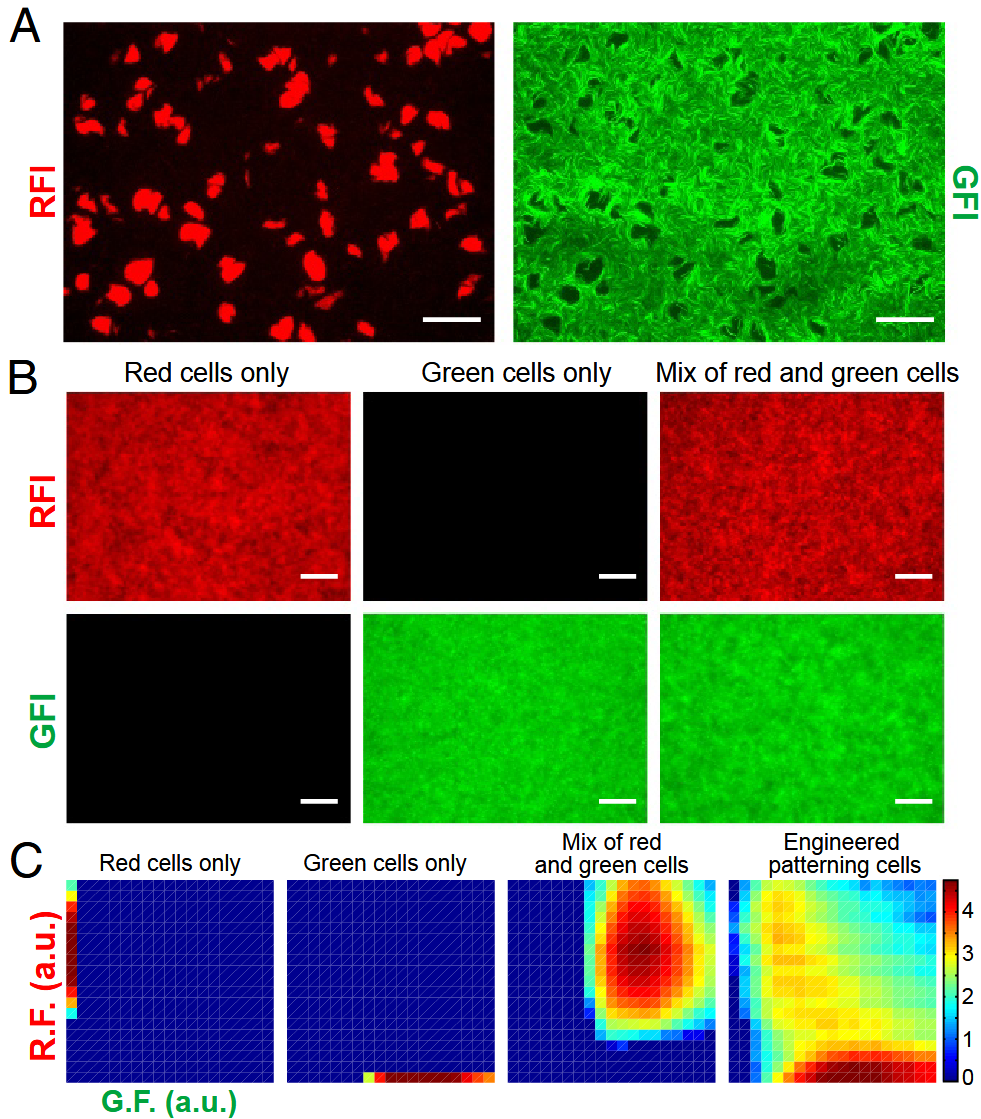 A
RFI
GFI
B
Red cells only
Green cells only
Mix of red and green cells
RFI
GFI
C
Red cells only
Green cells only
Mix of red
and green cells
Engineered
patterning cells
R.F. (a.u.)
G.F. (a.u.)
4
3
2
1
0